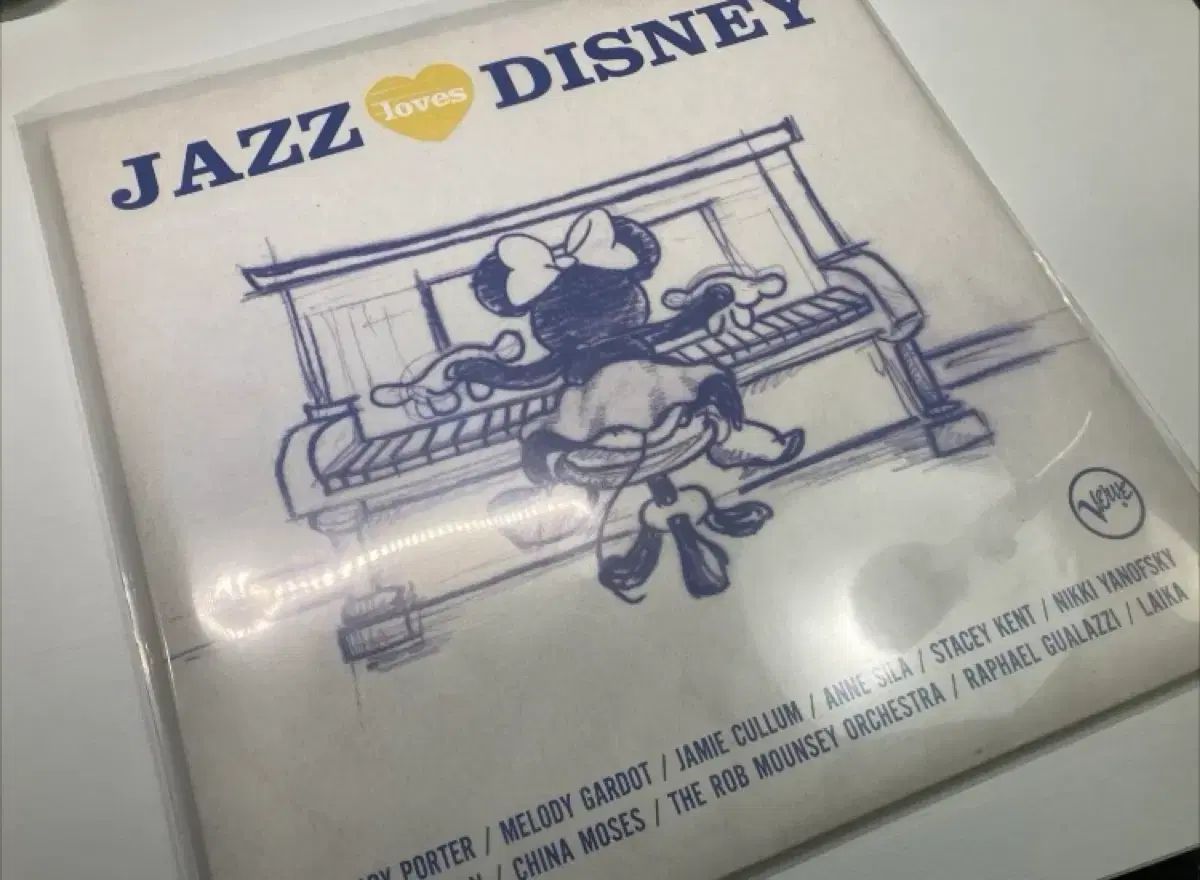 JAZZ loves DISNEY
Verve
PORTER / MELODY GARDOT / JAMIE CULLUM / ANNE SILA / STACEY KENT / NIKKI YANOFSKY
/ CHINA MOSES / THE ROB MOUNSEY ORCHESTRA / RAPHAEL GUALAZZI / LAIKA